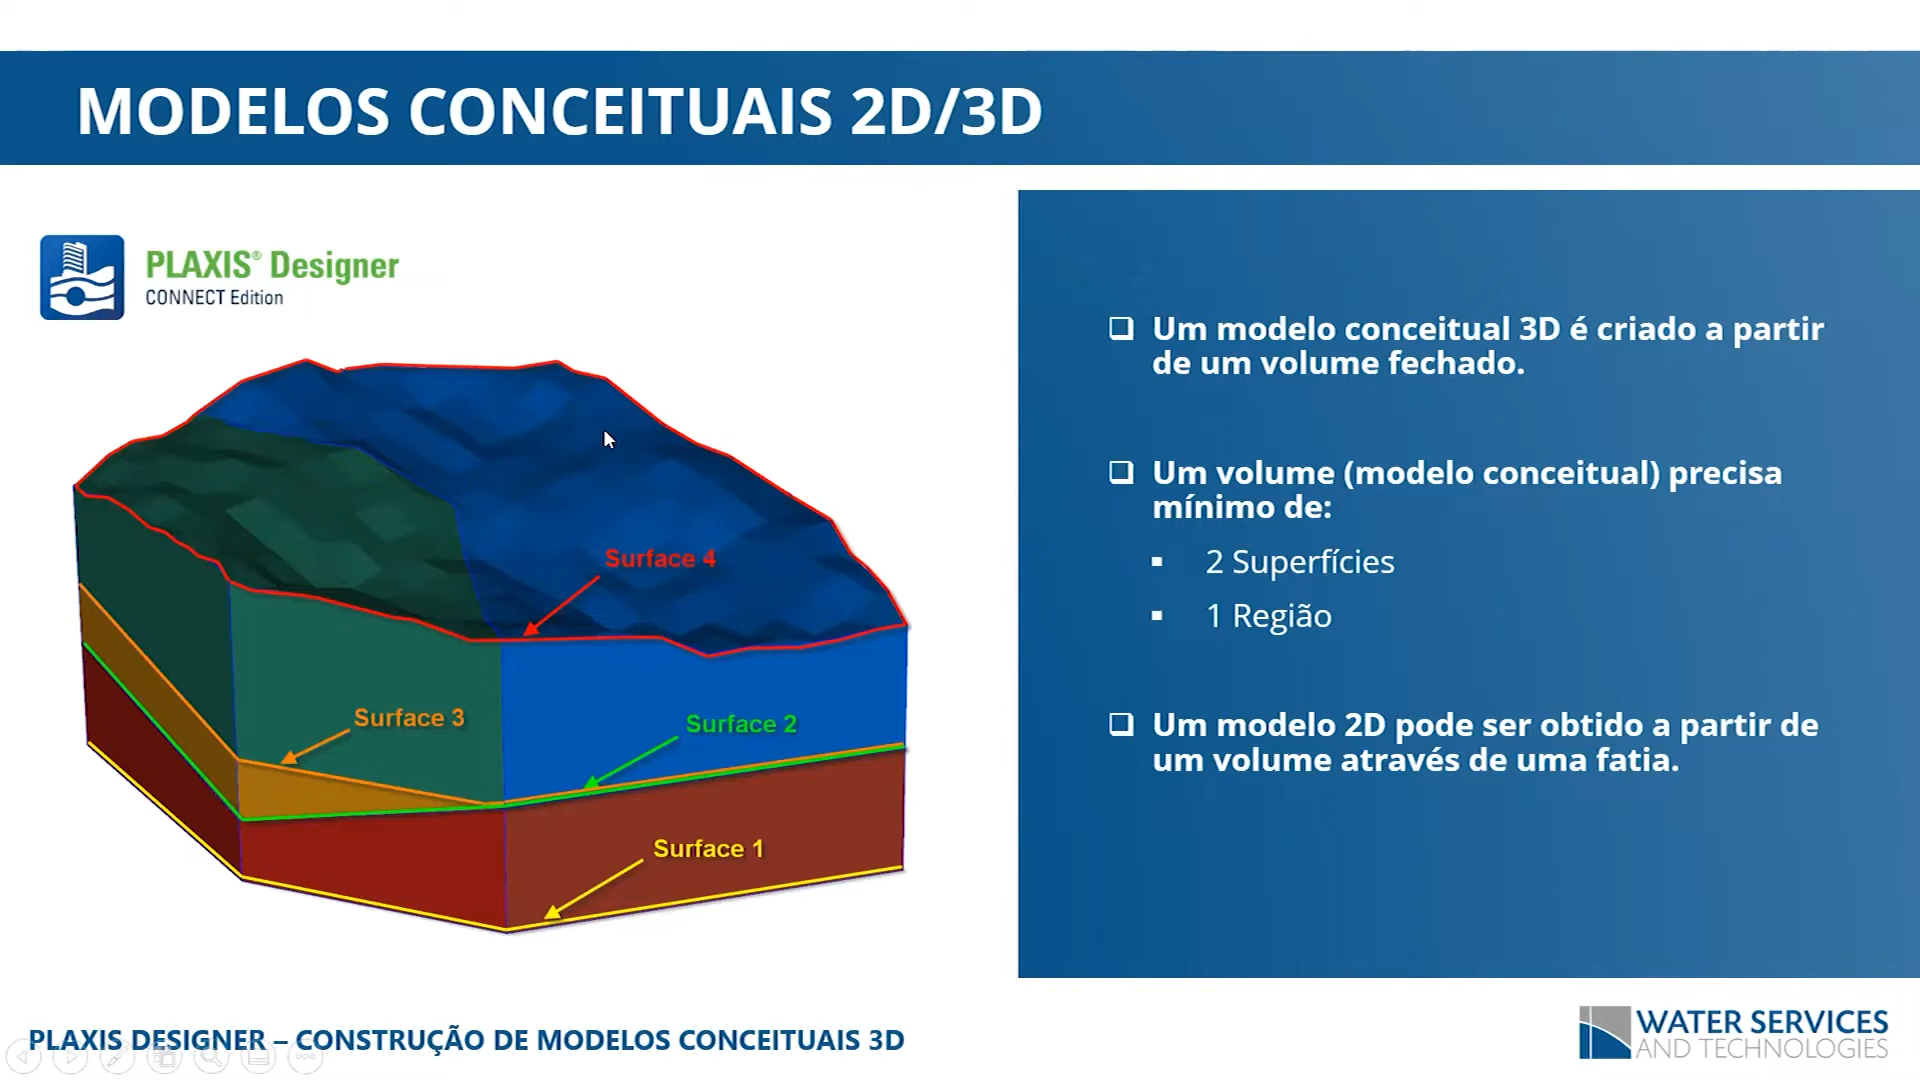 MODELOS CONCEITUAIS 2D/3D
PLAXIS® Designer
CONNECT Edition
Surface 4
Surface 3
Surface 2
Surface 1
Um modelo conceitual 3D é criado a partir
de um volume fechado.
Um volume (modelo conceitual) precisa
mínimo de:
2 Superfícies
1 Região
Um modelo 2D pode ser obtido a partir de
um volume através de uma fatia.
PLAXIS DESIGNER – CONSTRUÇÃO DE MODELOS CONCEITUAIS 3D
WATER SERVICES
AND TECHNOLOGIES